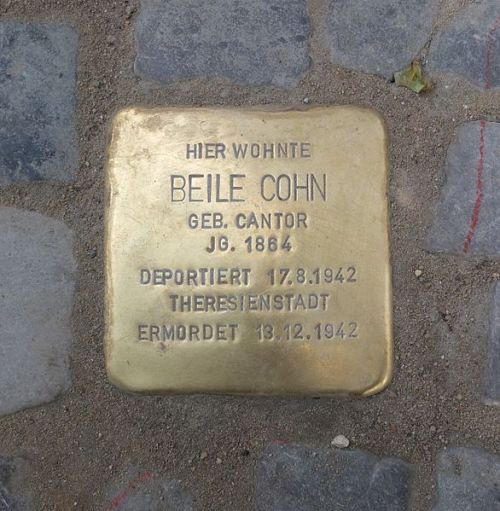 HIER WOHNTE
BEILE COHN
GEB. CANTOR
JG. 1864
DEPORTIERT 17.8.1942
THERESIENSTADT
ERMORDET 13.12.1942